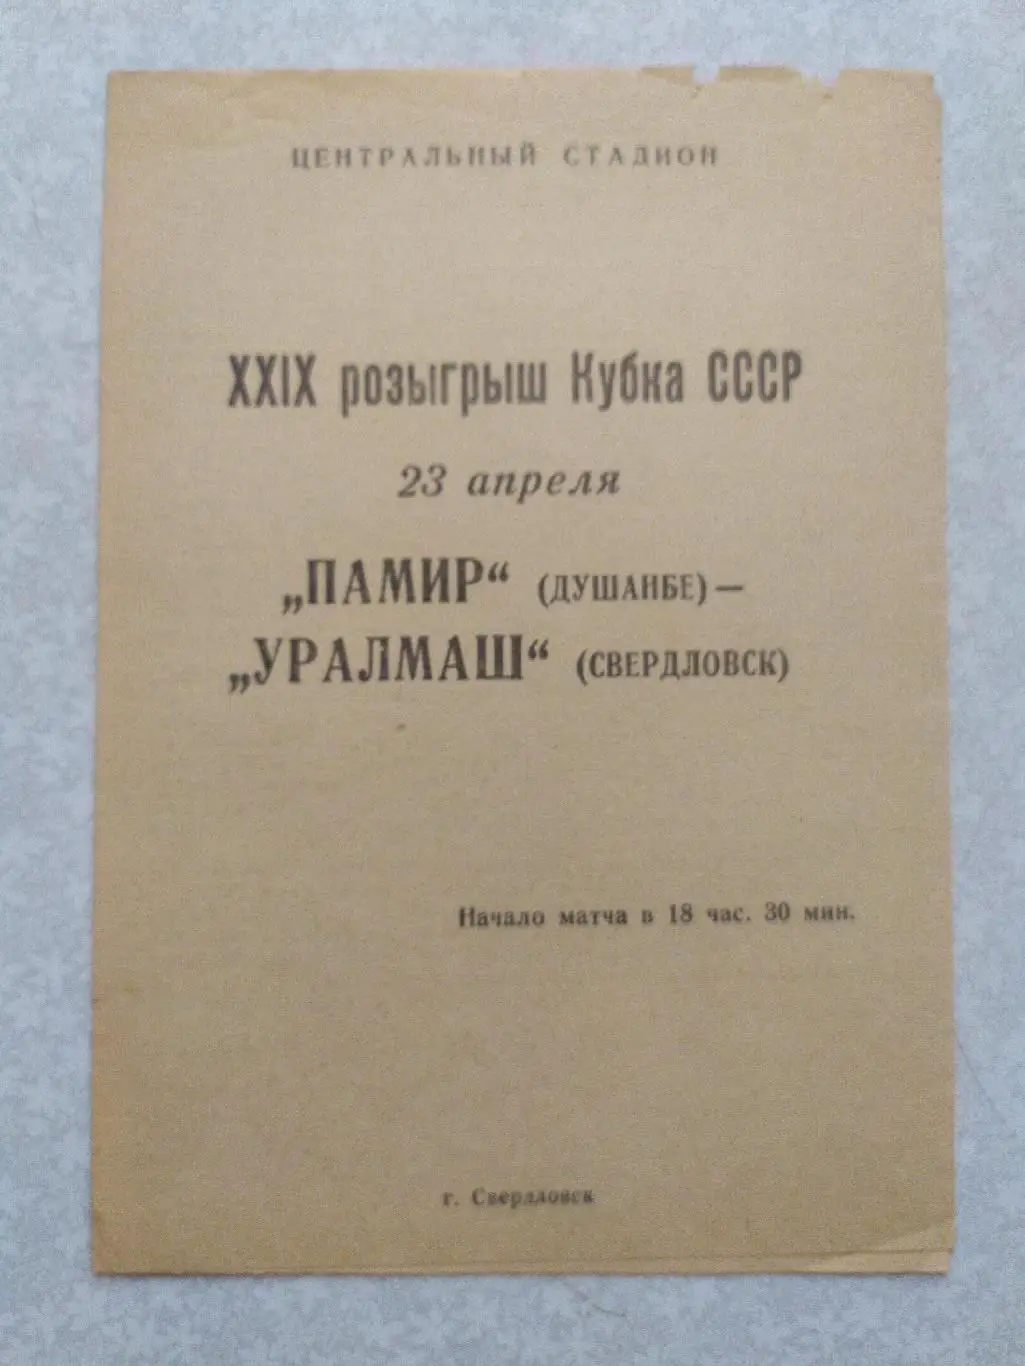 ЦЕНТРАЛЬНЫЙ СТАДИОН
XXIX розыгрыш Кубка СССР
23 апреля
„ПАМИР“ (ДУШАНБЕ) —
„УРАЛМАШ“ (СВЕРДЛОВСК)
Начало матча в 18 час. 30 мин.
г. Свердловск